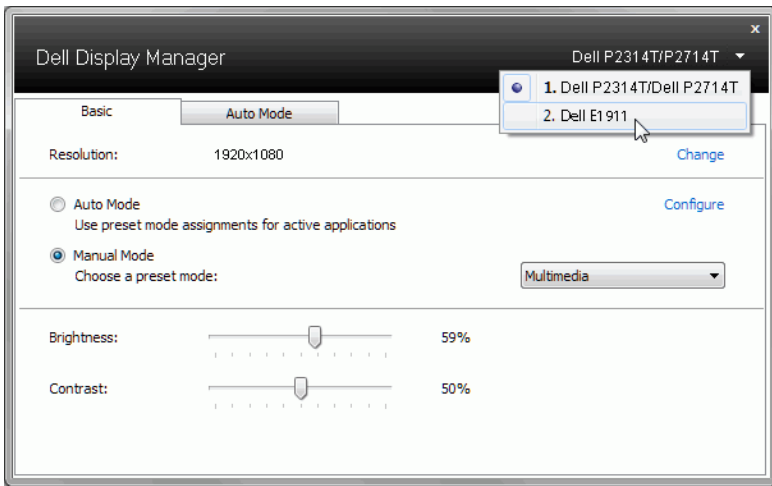 x
Dell Display Manager
Dell P2314T/P2714T
1. Dell P2314T/Dell P2714T
2. Dell E1911
Basic
Auto Mode
Resolution: 1920x1080 Change
Auto Mode Configure
Use preset mode assignments for active applications
Manual Mode
Choose a preset mode: Multimedia
Brightness: 59%
Contrast: 50%